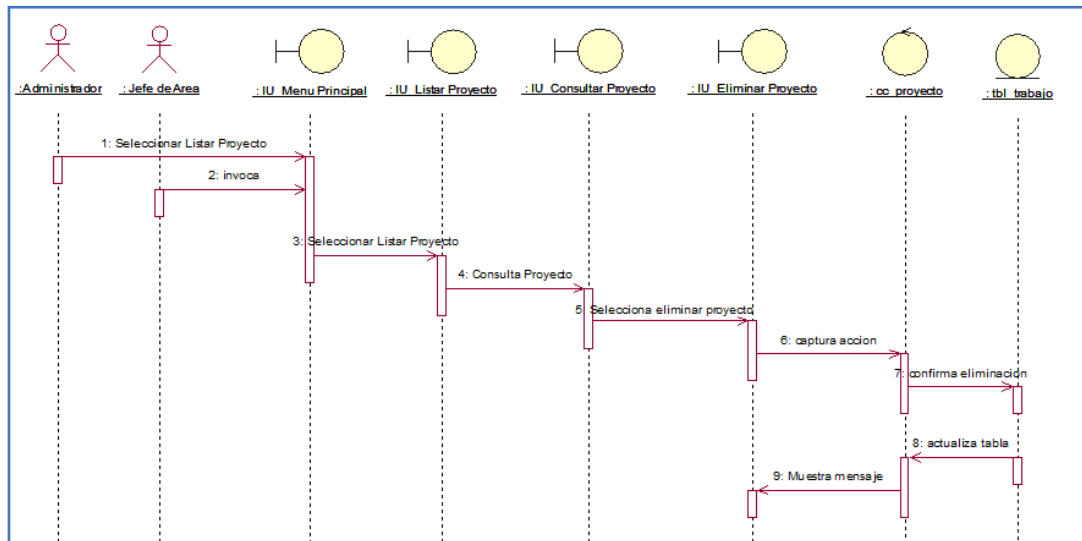 : Administrador
: Jefe de Area
: IU_Menu Principal
: IU_Listar Proyecto
: IU_Consultar Proyecto
: IU_Eliminar Proyecto
: cc_proyecto
: tbl_trabajo
1: Seleccionar Listar Proyecto
2: invoca
3: Seleccionar Listar Proyecto
4: Consulta Proyecto
5: Selecciona eliminar proyecto
6: captura accion
7: confirma eliminación
8: actualiza tabla
9: Muestra mensaje